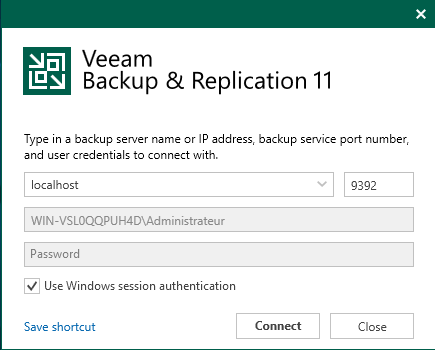 Veeam
Backup & Replication 11
Type in a backup server name or IP address, backup service port number,
and user credentials to connect with.
localhost
9392
WIN-VSL0QQPUH4D\Administrateur
Password
Use Windows session authentication
Save shortcut
Connect
Close